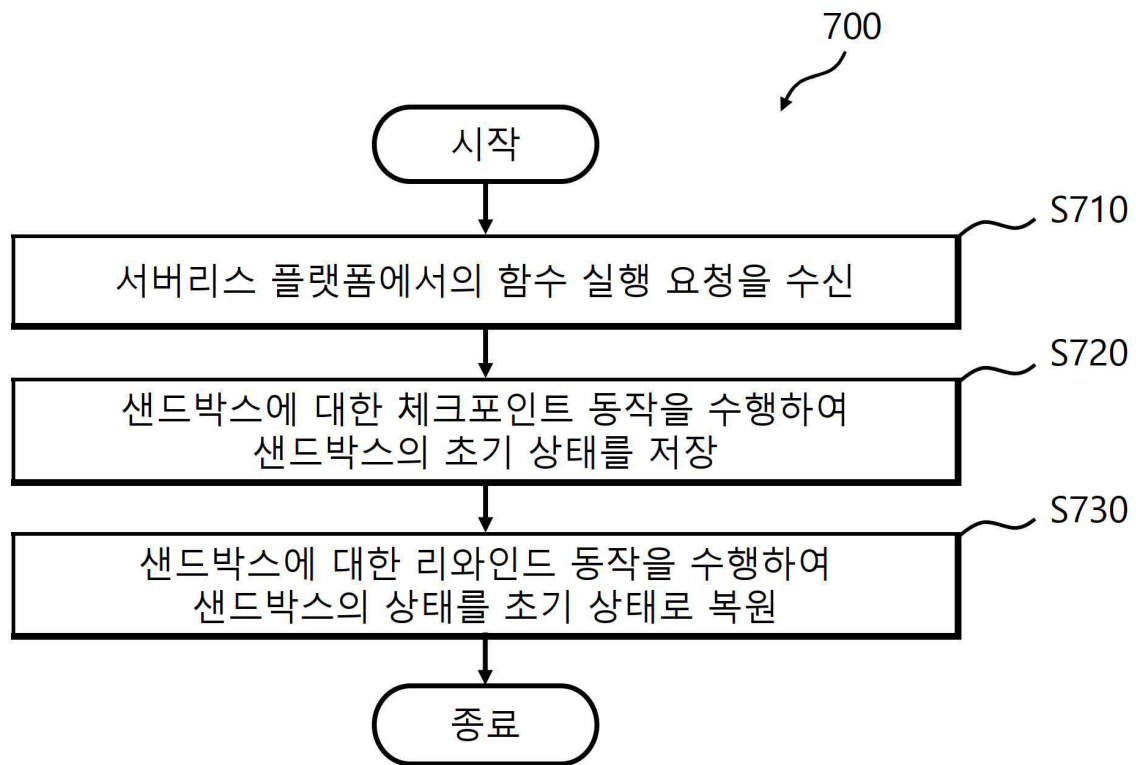 700
시작
S710
서버리스 플랫폼에서의 함수 실행 요청을 수신
S720
샌드박스에 대한 체크포인트 동작을 수행하여
샌드박스의 초기 상태를 저장
S730
샌드박스에 대한 리와인드 동작을 수행하여
샌드박스의 상태를 초기 상태로 복원
종료